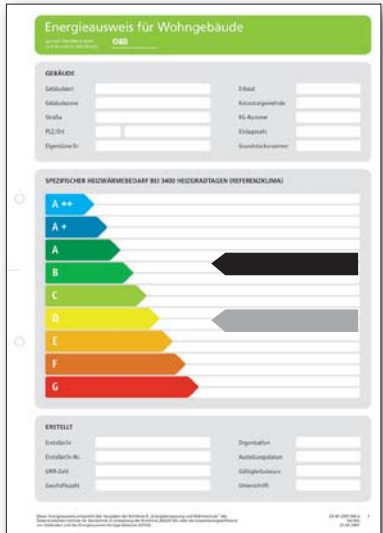 Energieausweis für Wohngebäude
OIB
GEBÄUDE
Gebäudeart
Erbaut
Gebäudezone
Katastralgemeinde
Straße
KG-Nummer
PLZ/Ort
Einlagezahl
EigentümerIn
Grundstücksnummer
SPEZIFISCHER HEIZWÄRMEBEDARF BEI 3400 HEIZGRADTAGEN (REFERENZKLIMA)
A ++
A +
A
B
C
D
E
F
G
ERSTELLT
ErstellerIn
Organisation
ErstellerIn-Nr.
Ausstellungsdatum
GWR-Zahl
Gültigkeitsdatum
Geschäftszahl
Unterschrift